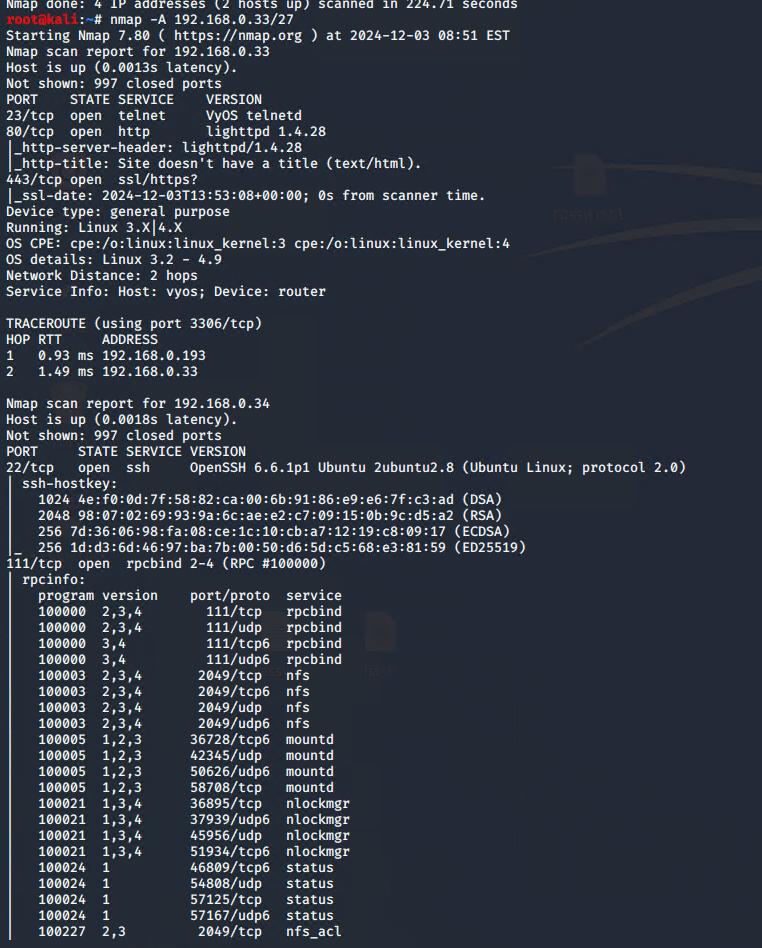 Nmap done: 4 IP addresses (2 hosts up) scanned in 224.71 seconds
root@kali:~# nmap -A 192.168.0.33/27
Starting Nmap 7.80 ( https://nmap.org ) at 2024-12-03 08:51 EST
Nmap scan report for 192.168.0.33
Host is up (0.0013s latency).
Not shown: 997 closed ports
PORT    STATE SERVICE    VERSION
23/tcp  open  telnet     VyOS telnetd
80/tcp  open  http       lighttpd 1.4.28
|_http-server-header: lighttpd/1.4.28
|_http-title: Site doesn't have a title (text/html).
443/tcp open  ssl/https?
|_ssl-date: 2024-12-03T13:53:08+00:00; 0s from scanner time.
Device type: general purpose
Running: Linux 3.X|4.X
OS CPE: cpe:/o:linux:linux_kernel:3 cpe:/o:linux:linux_kernel:4
OS details: Linux 3.2 - 4.9
Network Distance: 2 hops
Service Info: Host: vyos; Device: router
TRACEROUTE (using port 3306/tcp)
HOP RTT     ADDRESS
1   0.93 ms 192.168.0.193
2   1.49 ms 192.168.0.33
Nmap scan report for 192.168.0.34
Host is up (0.0018s latency).
Not shown: 997 closed ports
PORT     STATE SERVICE VERSION
22/tcp   open  ssh     OpenSSH 6.6.1p1 Ubuntu 2ubuntu2.8 (Ubuntu Linux; protocol 2.0)
| ssh-hostkey:
|   1024 4e:f0:0d:7f:58:82:ca:00:6b:91:86:e9:e6:7f:c3:ad (DSA)
|   2048 98:07:02:69:93:9a:6c:ae:e2:c7:09:15:0b:9c:d5:a2 (RSA)
|   256 7d:36:06:98:fa:08:ce:1c:10:cb:a7:12:19:c8:09:17 (ECDSA)
|_  256 1d:d3:6d:46:97:ba:7b:00:50:d6:5d:c5:68:e3:81:59 (ED25519)
111/tcp  open  rpcbind 2-4 (RPC #100000)
| rpcinfo:
|   program version    port/proto  service
|   100000  2,3,4        111/tcp   rpcbind
|   100000  2,3,4        111/udp   rpcbind
|   100000  3,4          111/tcp6  rpcbind
|   100000  3,4          111/udp6  rpcbind
|   100003  2,3,4       2049/tcp   nfs
|   100003  2,3,4       2049/tcp6  nfs
|   100003  2,3,4       2049/udp   nfs
|   100003  2,3,4       2049/udp6  nfs
|   100005  1,2,3      36728/tcp6  mountd
|   100005  1,2,3      42345/udp   mountd
|   100005  1,2,3      50626/udp6  mountd
|   100005  1,2,3      58708/tcp   mountd
|   100021  1,3,4      36895/tcp   nlockmgr
|   100021  1,3,4      37939/udp6  nlockmgr
|   100021  1,3,4      45956/udp   nlockmgr
|   100021  1,3,4      51934/tcp6  nlockmgr
|   100024  1          46809/tcp6  status
|   100024  1          54808/udp   status
|   100024  1          57125/tcp   status
|   100024  1          57167/udp6  status
|   100227  2,3         2049/tcp   nfs_acl